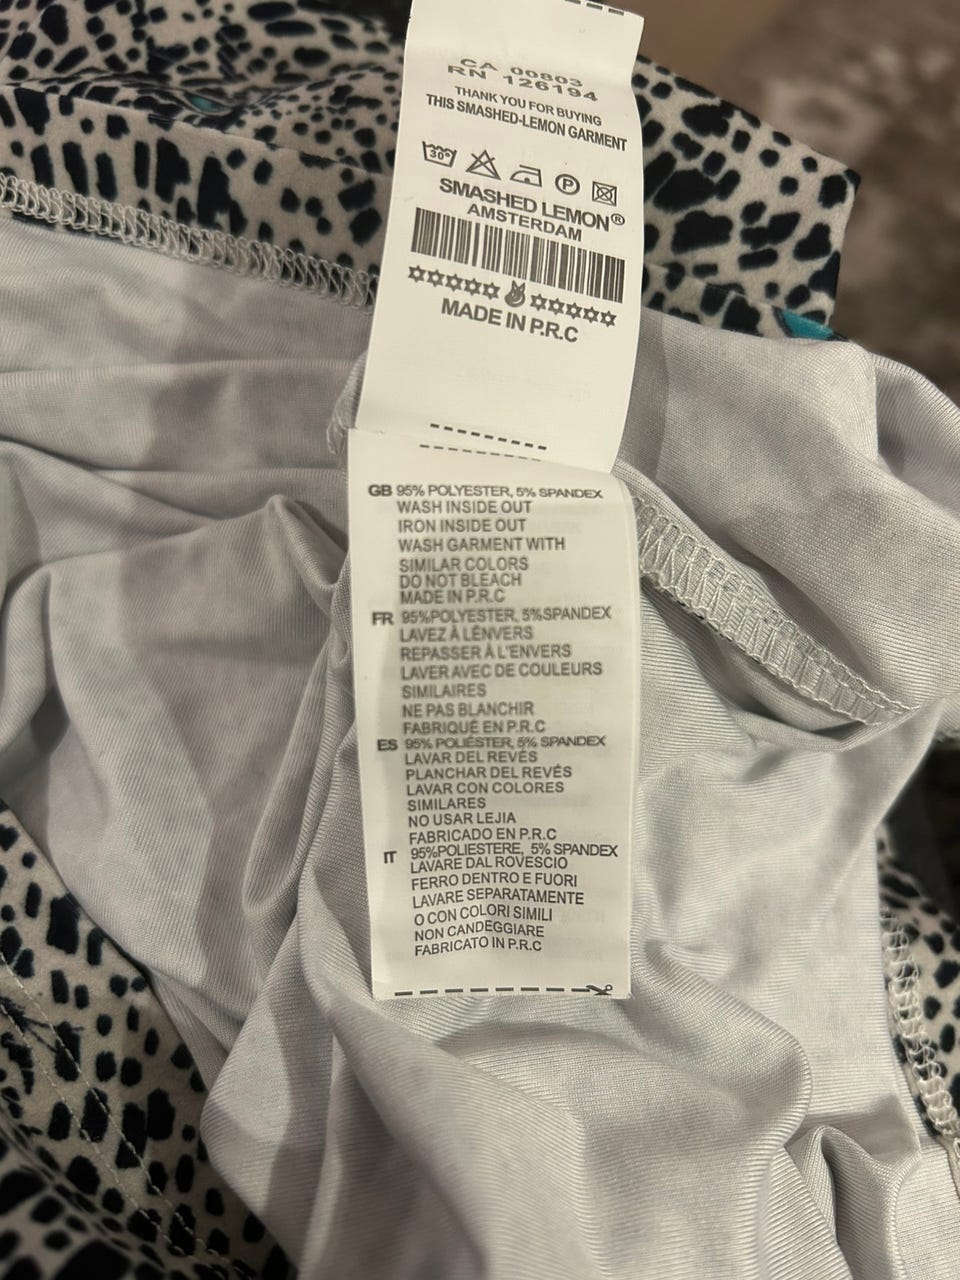 CA 00803
RN 126194
THANK YOU FOR BUYING
THIS SMASHED-LEMON GARMENT
30° P
SMASHED LEMON®
AMSTERDAM
MADE IN P.R.C
GB 95% POLYESTER, 5% SPANDEX
WASH INSIDE OUT
IRON INSIDE OUT
WASH GARMENT WITH
SIMILAR COLORS
DO NOT BLEACH
MADE IN P.R.C
FR 95%POLYESTER, 5%SPANDEX
LAVEZ À LÉNVERS
REPASSER À L'ENVERS
LAVER AVEC DE COULEURS
SIMILAIRES
NE PAS BLANCHIR
FABRIQUÉ EN P.R.C
ES 95% POLIÉSTER, 5% SPANDEX
LAVAR DEL REVÉS
PLANCHAR DEL REVÉS
LAVAR CON COLORES
SIMILARES
NO USAR LEJIA
FABRICADO EN P.R.C
IT 95%POLIESTERE, 5% SPANDEX
LAVARE DAL ROVESCIO
FERRO DENTRO E FUORI
LAVARE SEPARATAMENTE
O CON COLORI SIMILI
NON CANDEGGIARE
FABRICATO IN P.R.C